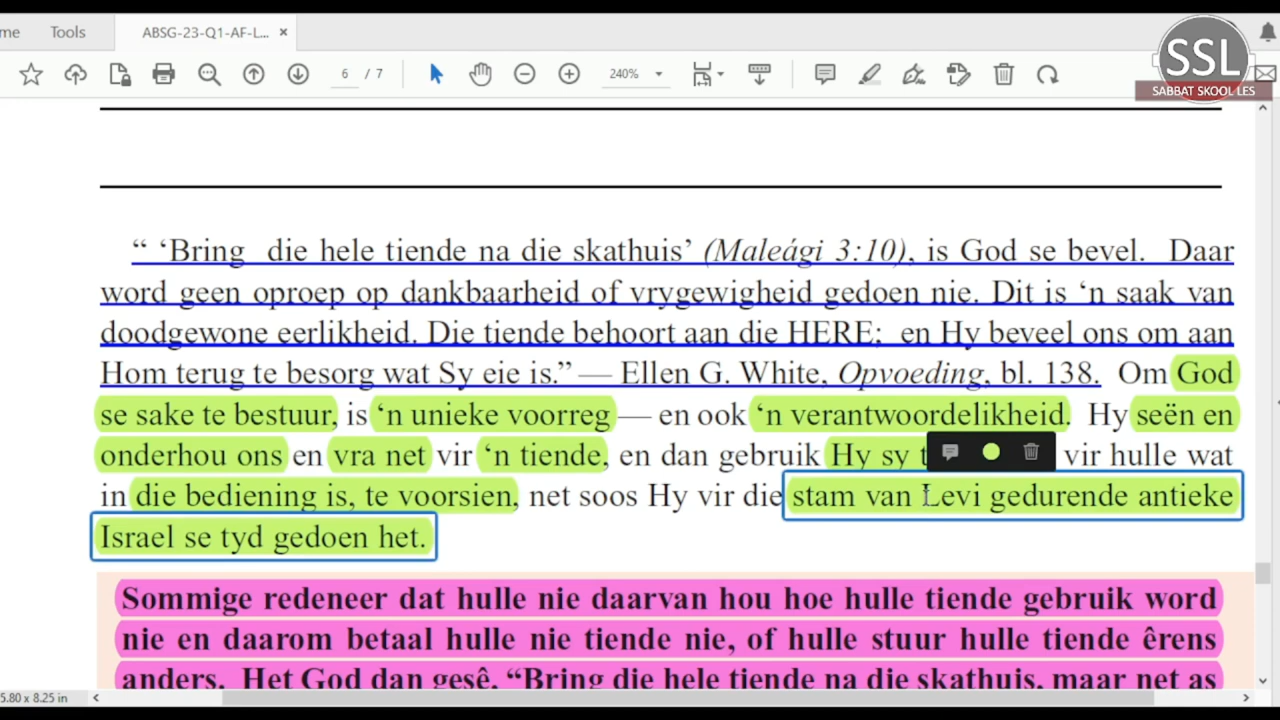 me Tools ABSG-23-Q1-AF-L... ×
6 / 7 240%
SSL
SABBAT SKOOL LES
“ ‘Bring die hele tiende na die skathuis’ (Maleági 3:10), is God se bevel. Daar
word geen oproep op dankbaarheid of vrygewigheid gedoen nie. Dit is ‘n saak van
doodgewone eerlikheid. Die tiende behoort aan die HERE; en Hy beveel ons om aan
Hom terug te besorg wat Sy eie is.” — Ellen G. White, Opvoeding, bl. 138. Om God
se sake te bestuur, is ‘n unieke voorreg — en ook ‘n verantwoordelikheid. Hy seën en
onderhou ons en vra net vir ‘n tiende, en dan gebruik Hy sy vir hulle wat
in die bediening is, te voorsien, net soos Hy vir die stam van Levi gedurende antieke
Israel se tyd gedoen het.
Sommige redeneer dat hulle nie daarvan hou hoe hulle tiende gebruik word
nie en daarom betaal hulle nie tiende nie, of hulle stuur hulle tiende êrens
anders. Het God dan gesê, “Bring die hele tiende na die skathuis, maar net as
5.80 x 8.25 in